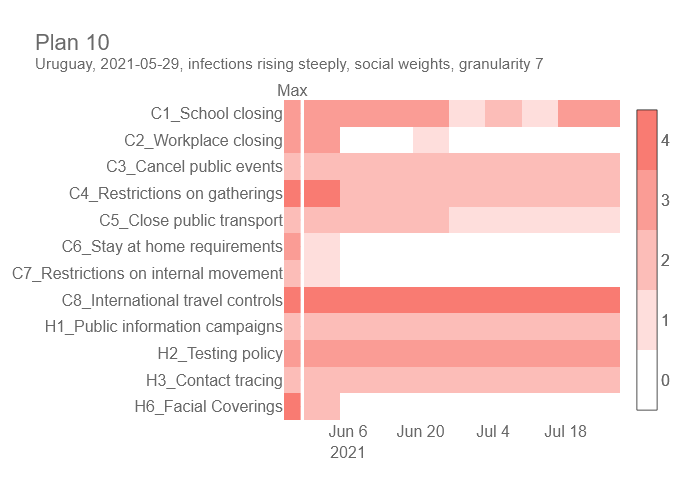 Plan 10
Uruguay, 2021-05-29, infections rising steeply, social weights, granularity 7
Max
C1_School closing
C2_Workplace closing
C3_Cancel public events
C4_Restrictions on gatherings
C5_Close public transport
C6_Stay at home requirements
C7_Restrictions on internal movement
C8_International travel controls
H1_Public information campaigns
H2_Testing policy
H3_Contact tracing
H6_Facial Coverings
Jun 6 Jun 20 Jul 4 Jul 18
2021
4
3
2
1
0